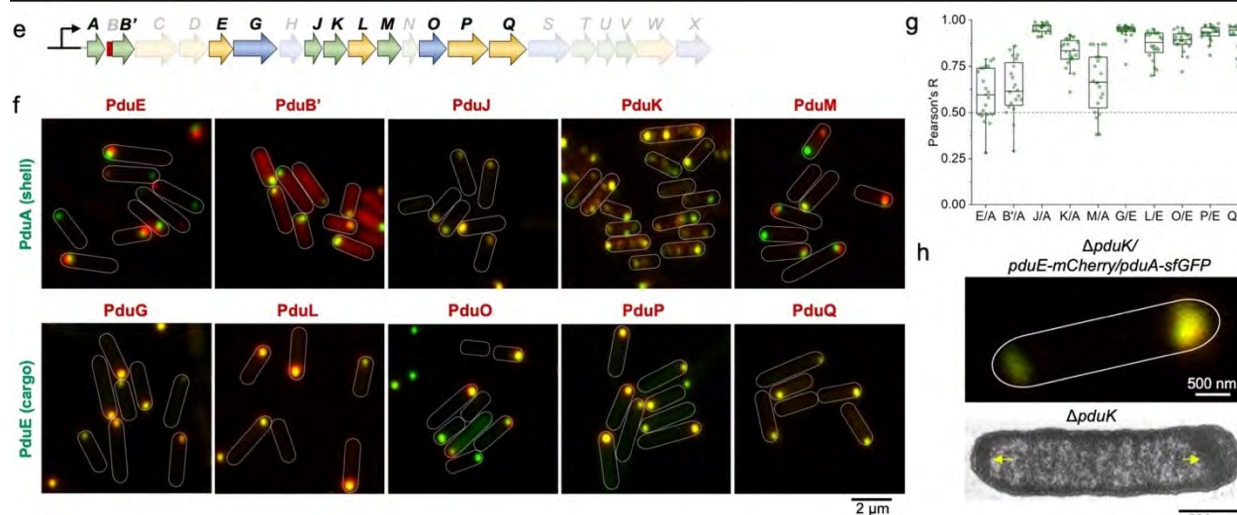 e
A B B' C D E G H J K L M N O P Q S T U V W X
f
PduE PduB' PduJ PduK PduM
PduA (shell)
PduG PduL PduO PduP PduQ
PduE (cargo)
2 μm
g
Pearson's R
1.00
0.75
0.50
0.25
0.00
E/A B'/A J/A K/A M/A G/E L/E O/E P/E Q
h
ΔpduK/
pduE-mCherry/pduA-sfGFP
500 nm
ΔpduK